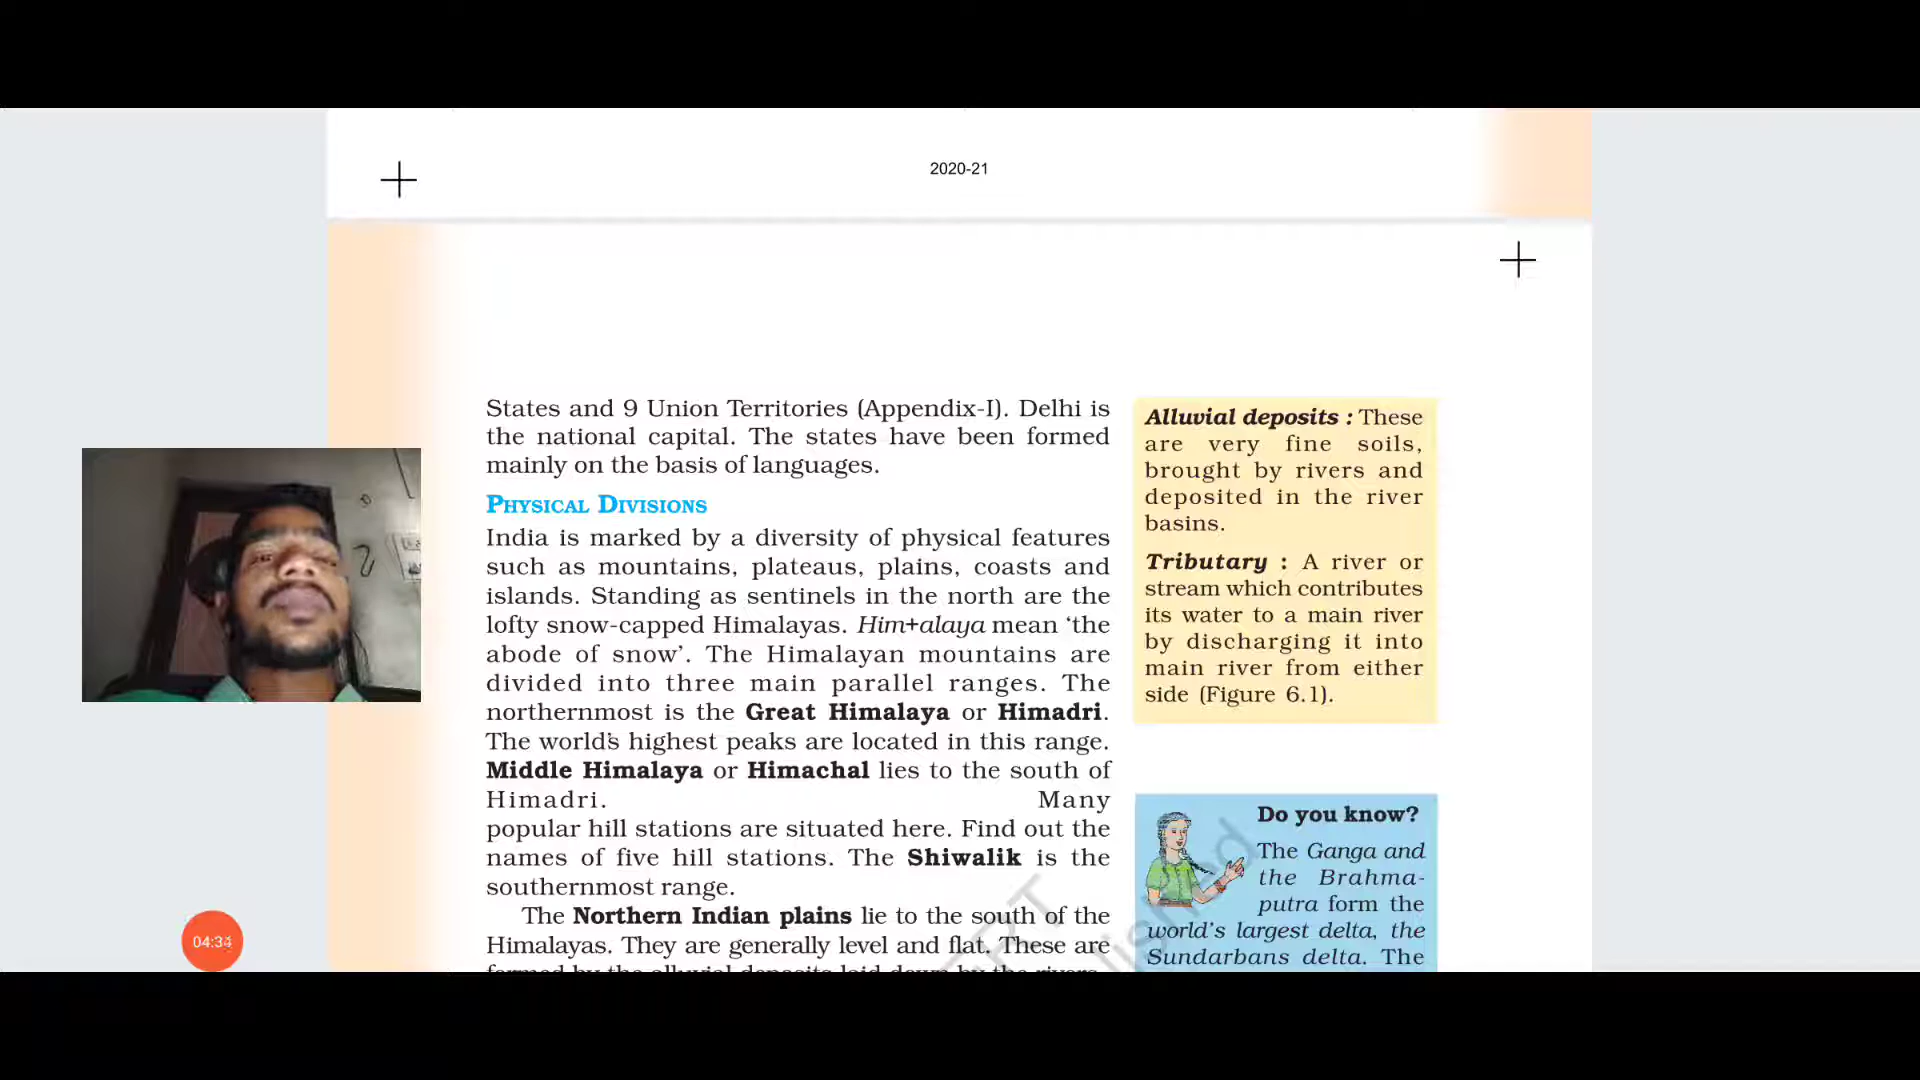 2020-21
States and 9 Union Territories (Appendix-I). Delhi is
the national capital. The states have been formed
mainly on the basis of languages.
PHYSICAL DIVISIONS
India is marked by a diversity of physical features
such as mountains, plateaus, plains, coasts and
islands. Standing as sentinels in the north are the
lofty snow-capped Himalayas. Him+alaya mean ‘the
abode of snow’. The Himalayan mountains are
divided into three main parallel ranges. The
northernmost is the Great Himalaya or Himadri.
The world’s highest peaks are located in this range.
Middle Himalaya or Himachal lies to the south of
Himadri. Many
popular hill stations are situated here. Find out the
names of five hill stations. The Shiwalik is the
southernmost range.
The Northern Indian plains lie to the south of the
Himalayas. They are generally level and flat. These are
formed by the alluvial deposits laid down by the rivers
Alluvial deposits : These
are very fine soils,
brought by rivers and
deposited in the river
basins.
Tributary : A river or
stream which contributes
its water to a main river
by discharging it into
main river from either
side (Figure 6.1).
Do you know?
The Ganga and
the Brahma-
putra form the
world’s largest delta, the
Sundarbans delta. The
04:34